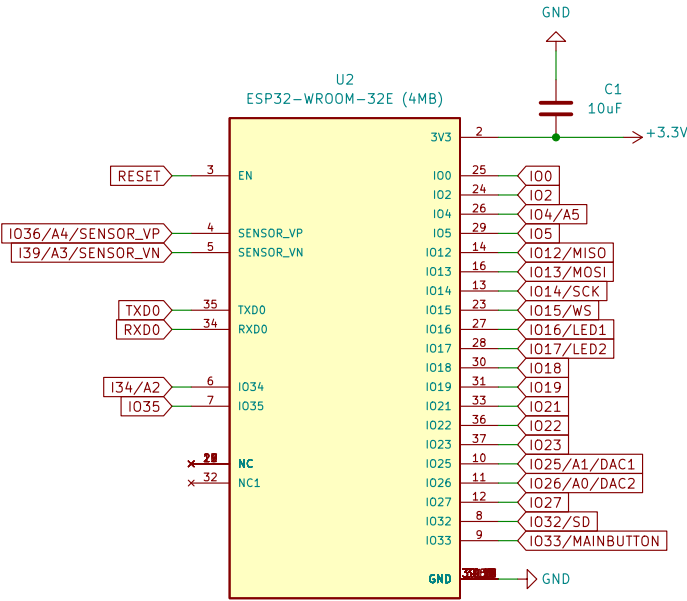 GND
U2
ESP32-WROOM-32E (4MB)
C1
10uF
3V3 2 +3.3V
RESET 3 EN IO0 25 IO0
IO2 24 IO2
IO4 26 IO4/A5
IO36/A4/SENSOR_VP 4 SENSOR_VP IO5 29 IO5
I39/A3/SENSOR_VN 5 SENSOR_VN IO12 14 IO12/MISO
IO13 16 IO13/MOSI
IO14 13 IO14/SCK
TXD0 35 TXD0 IO15 23 IO15/WS
RXD0 34 RXD0 IO16 27 IO16/LED1
IO17 28 IO17/LED2
IO18 30 IO18
I34/A2 6 IO34 IO19 31 IO19
IO35 7 IO35 IO21 33 IO21
IO22 36 IO22
IO23 37 IO23
NC IO25 10 IO25/A1/DAC1
32 NC1 IO26 11 IO26/A0/DAC2
IO27 12 IO27
IO32 8 IO32/SD
IO33 9 IO33/MAINBUTTON
GND GND